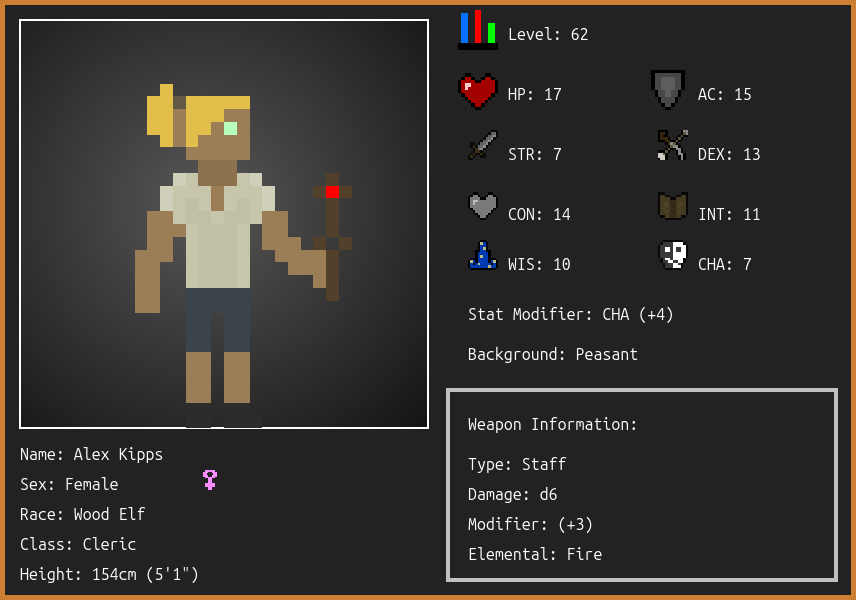 Level: 62
HP: 17
AC: 15
STR: 7
DEX: 13
CON: 14
INT: 11
WIS: 10
CHA: 7
Stat Modifier: CHA (+4)
Background: Peasant
Weapon Information:
Type: Staff
Damage: d6
Modifier: (+3)
Elemental: Fire
Name: Alex Kipps
Sex: Female
Race: Wood Elf
Class: Cleric
Height: 154cm (5'1")